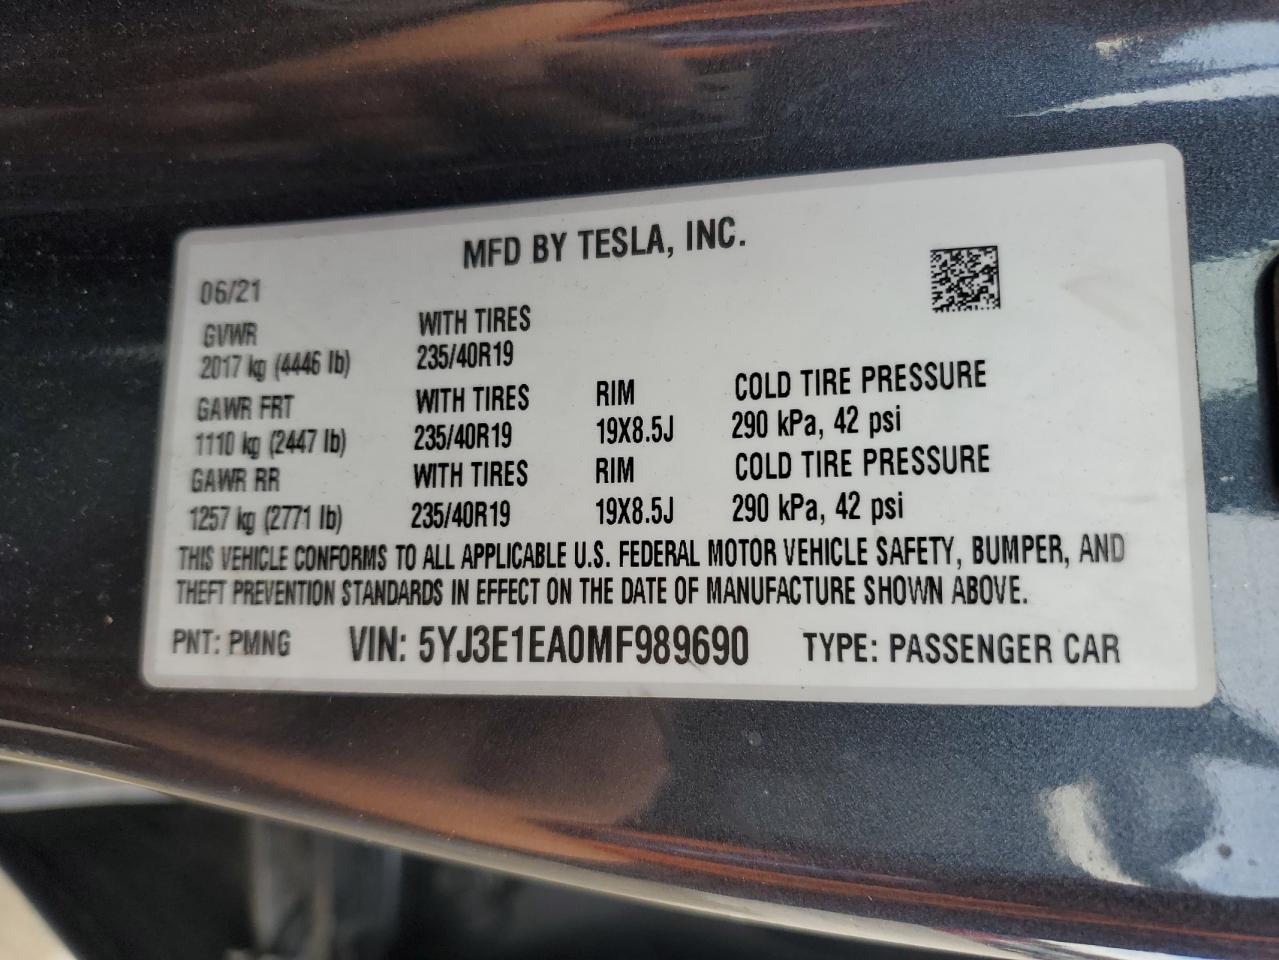 MFD BY TESLA, INC.
06/21
GVWR WITH TIRES
2017 kg (4446 lb) 235/40R19
GAWR FRT WITH TIRES RIM COLD TIRE PRESSURE
1110 kg (2447 lb) 235/40R19 19X8.5J 290 kPa, 42 psi
GAWR RR WITH TIRES RIM COLD TIRE PRESSURE
1257 kg (2771 lb) 235/40R19 19X8.5J 290 kPa, 42 psi
THIS VEHICLE CONFORMS TO ALL APPLICABLE U.S. FEDERAL MOTOR VEHICLE SAFETY, BUMPER, AND
THEFT PREVENTION STANDARDS IN EFFECT ON THE DATE OF MANUFACTURE SHOWN ABOVE.
PNT: PMNG VIN: 5YJ3E1EA0MF989690 TYPE: PASSENGER CAR